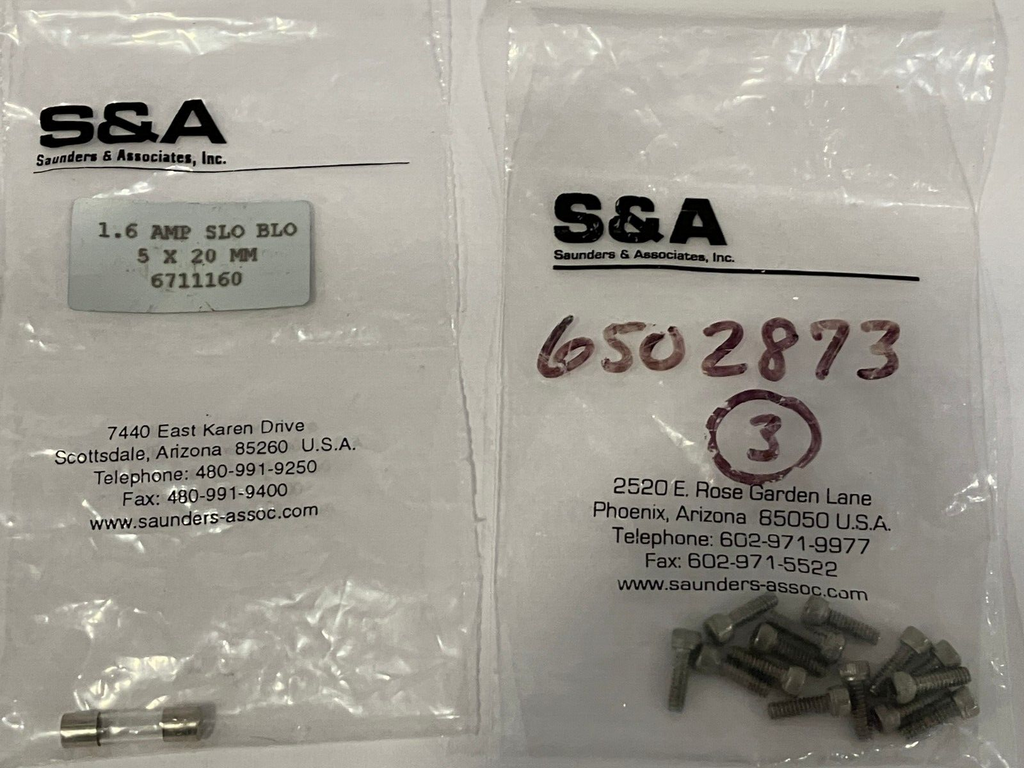 S&A
Saunders & Associates, Inc.
1.6 AMP SLO BLO
5 X 20 MM
6711160
7440 East Karen Drive
Scottsdale, Arizona 85260 U.S.A.
Telephone: 480-991-9250
Fax: 480-991-9400
www.saunders-assoc.com
S&A
Saunders & Associates, Inc.
6502873
3
2520 E. Rose Garden Lane
Phoenix, Arizona 85050 U.S.A.
Telephone: 602-971-9977
Fax: 602-971-5522
www.saunders-assoc.com